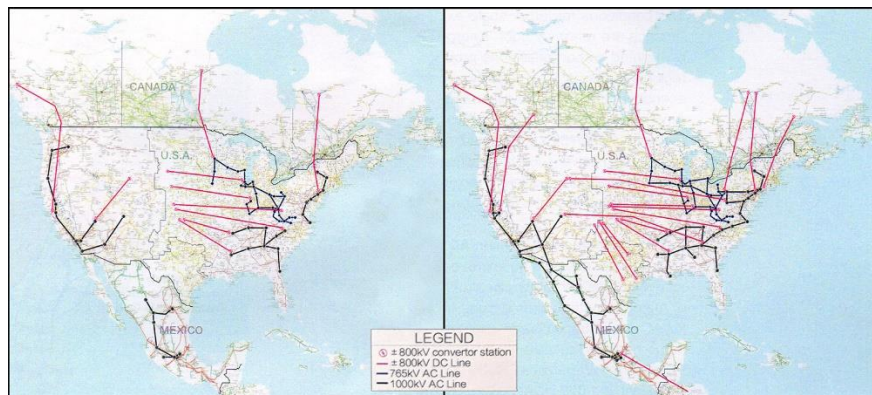 CANADA
U.S.A.
MEXICO
CANADA
U.S.A.
MEXICO
LEGEND
±800kV convertor station
±800kV DC Line
765kV AC Line
1000kV AC Line